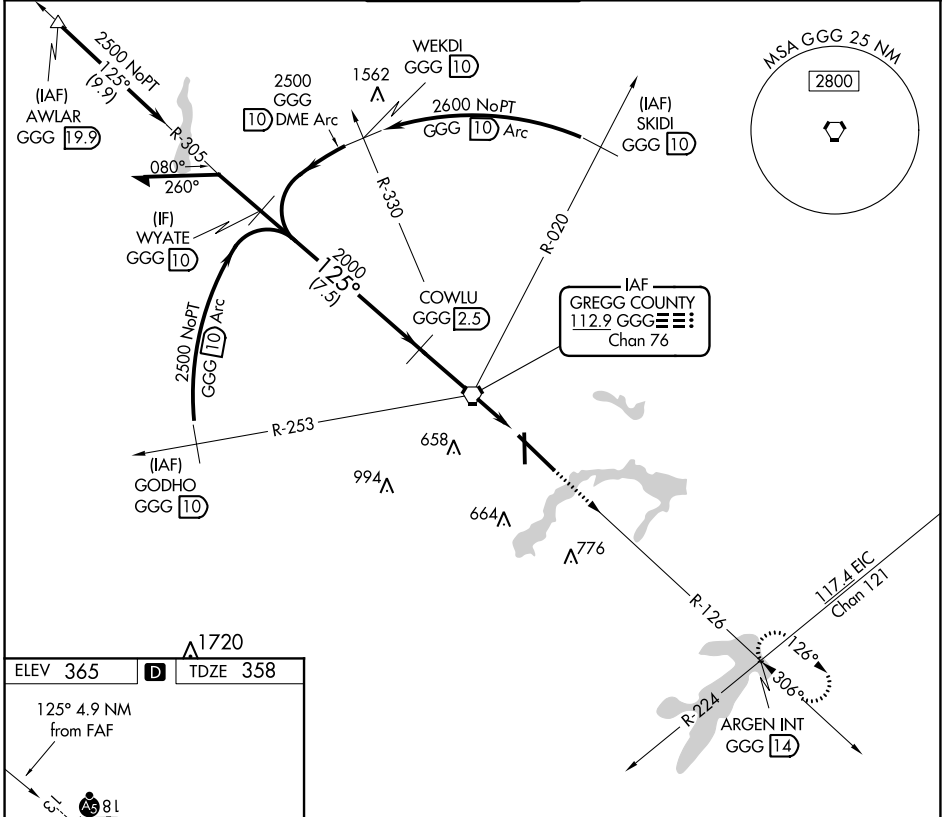 2500 NoPT
125°
(9.9)
(IAF)
AWLAR
GGG 19.9
R-305
080°
260°
(IF)
WYATE
GGG 10
2500
GGG
10 DME Arc
1562
WEKDI
GGG 10
2600 NoPT
GGG 10 Arc
(IAF)
SKIDI
GGG 10
MSA GGG 25 NM
2800
R-330
R-020
2000
125°
(7.5)
COWLU
GGG 2.5
IAF
GREGG COUNTY
112.9 GGG
Chan 76
2500 NoPT
GGG 10 Arc
R-253
(IAF)
GODHO
GGG 10
658
994
664
776
R-126
117.4 EIC
Chan 121
126°
306°
R-224
ARGEN INT
GGG 14
1720
ELEV 365 D TDZE 358
125° 4.9 NM
from FAF
13
A5 18